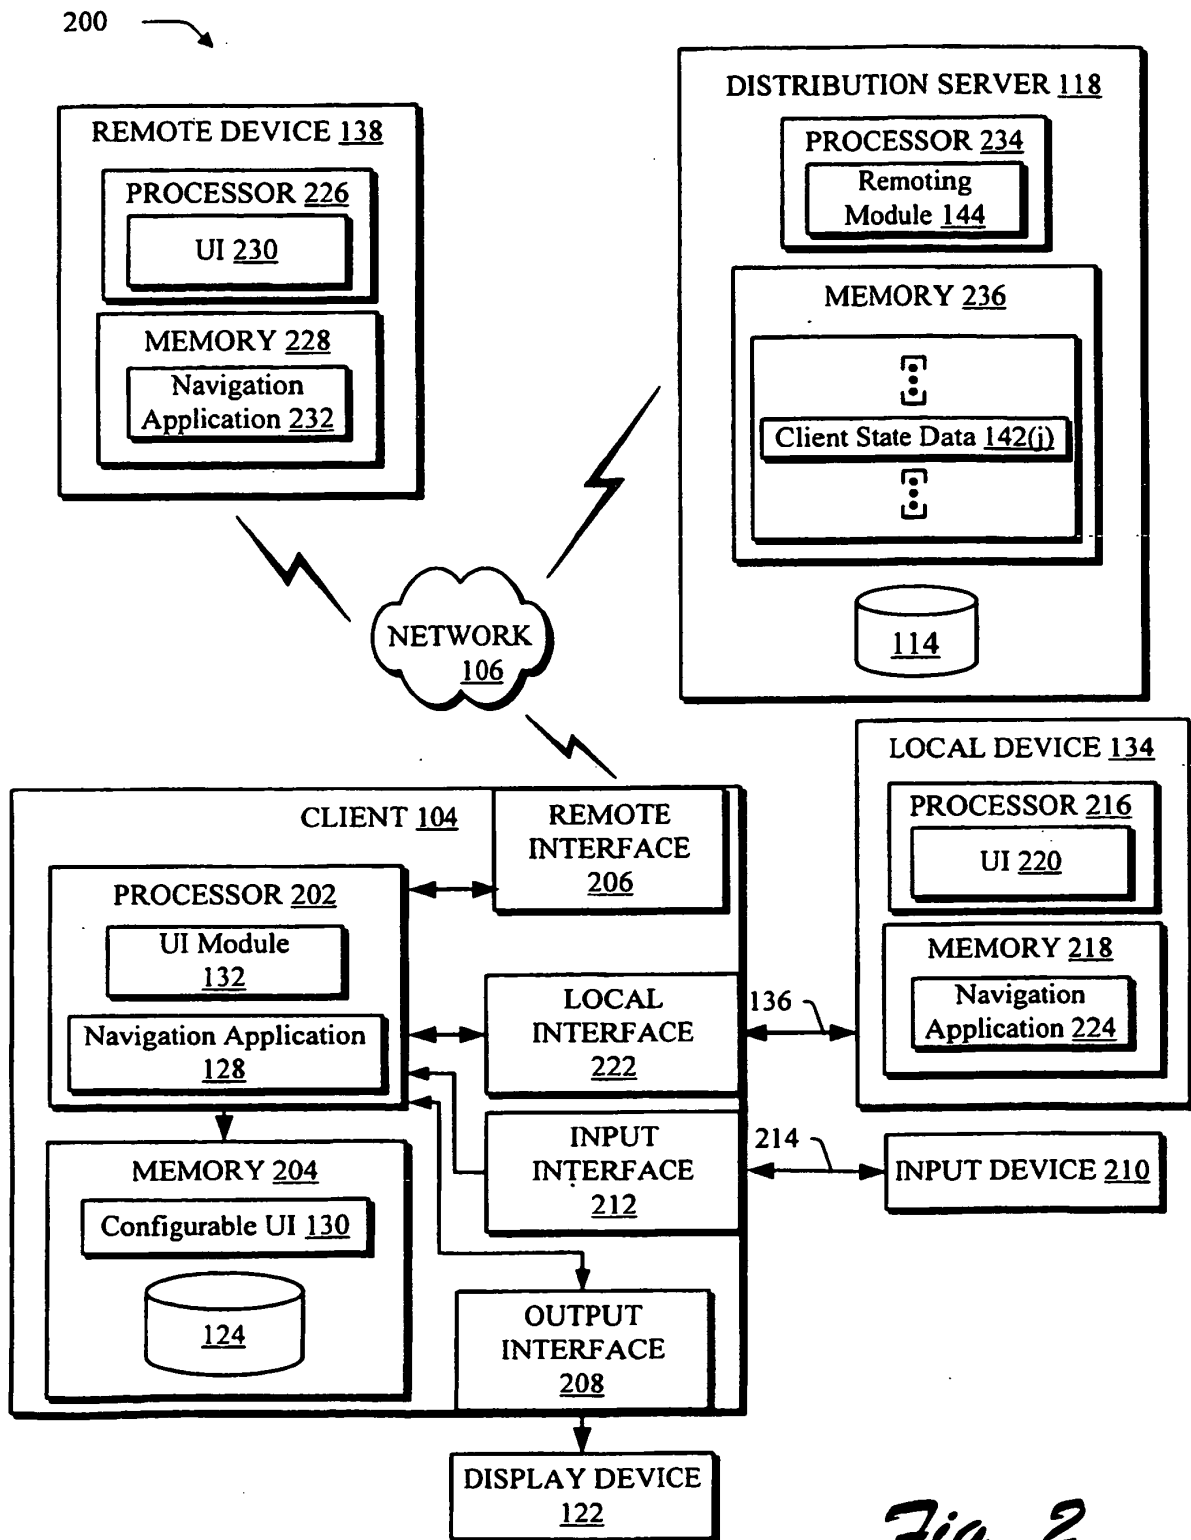 200
REMOTE DEVICE 138
PROCESSOR 226
UI 230
MEMORY 228
Navigation
Application 232
DISTRIBUTION SERVER 118
PROCESSOR 234
Remoting
Module 144
MEMORY 236
Client State Data 142(j)
114
NETWORK
106
CLIENT 104
REMOTE
INTERFACE
206
PROCESSOR 202
UI Module
132
Navigation Application
128
LOCAL
INTERFACE
222
136
INPUT
INTERFACE
212
214
MEMORY 204
Configurable UI 130
124
OUTPUT
INTERFACE
208
LOCAL DEVICE 134
PROCESSOR 216
UI 220
MEMORY 218
Navigation
Application 224
INPUT DEVICE 210
DISPLAY DEVICE
122
Fig. 2